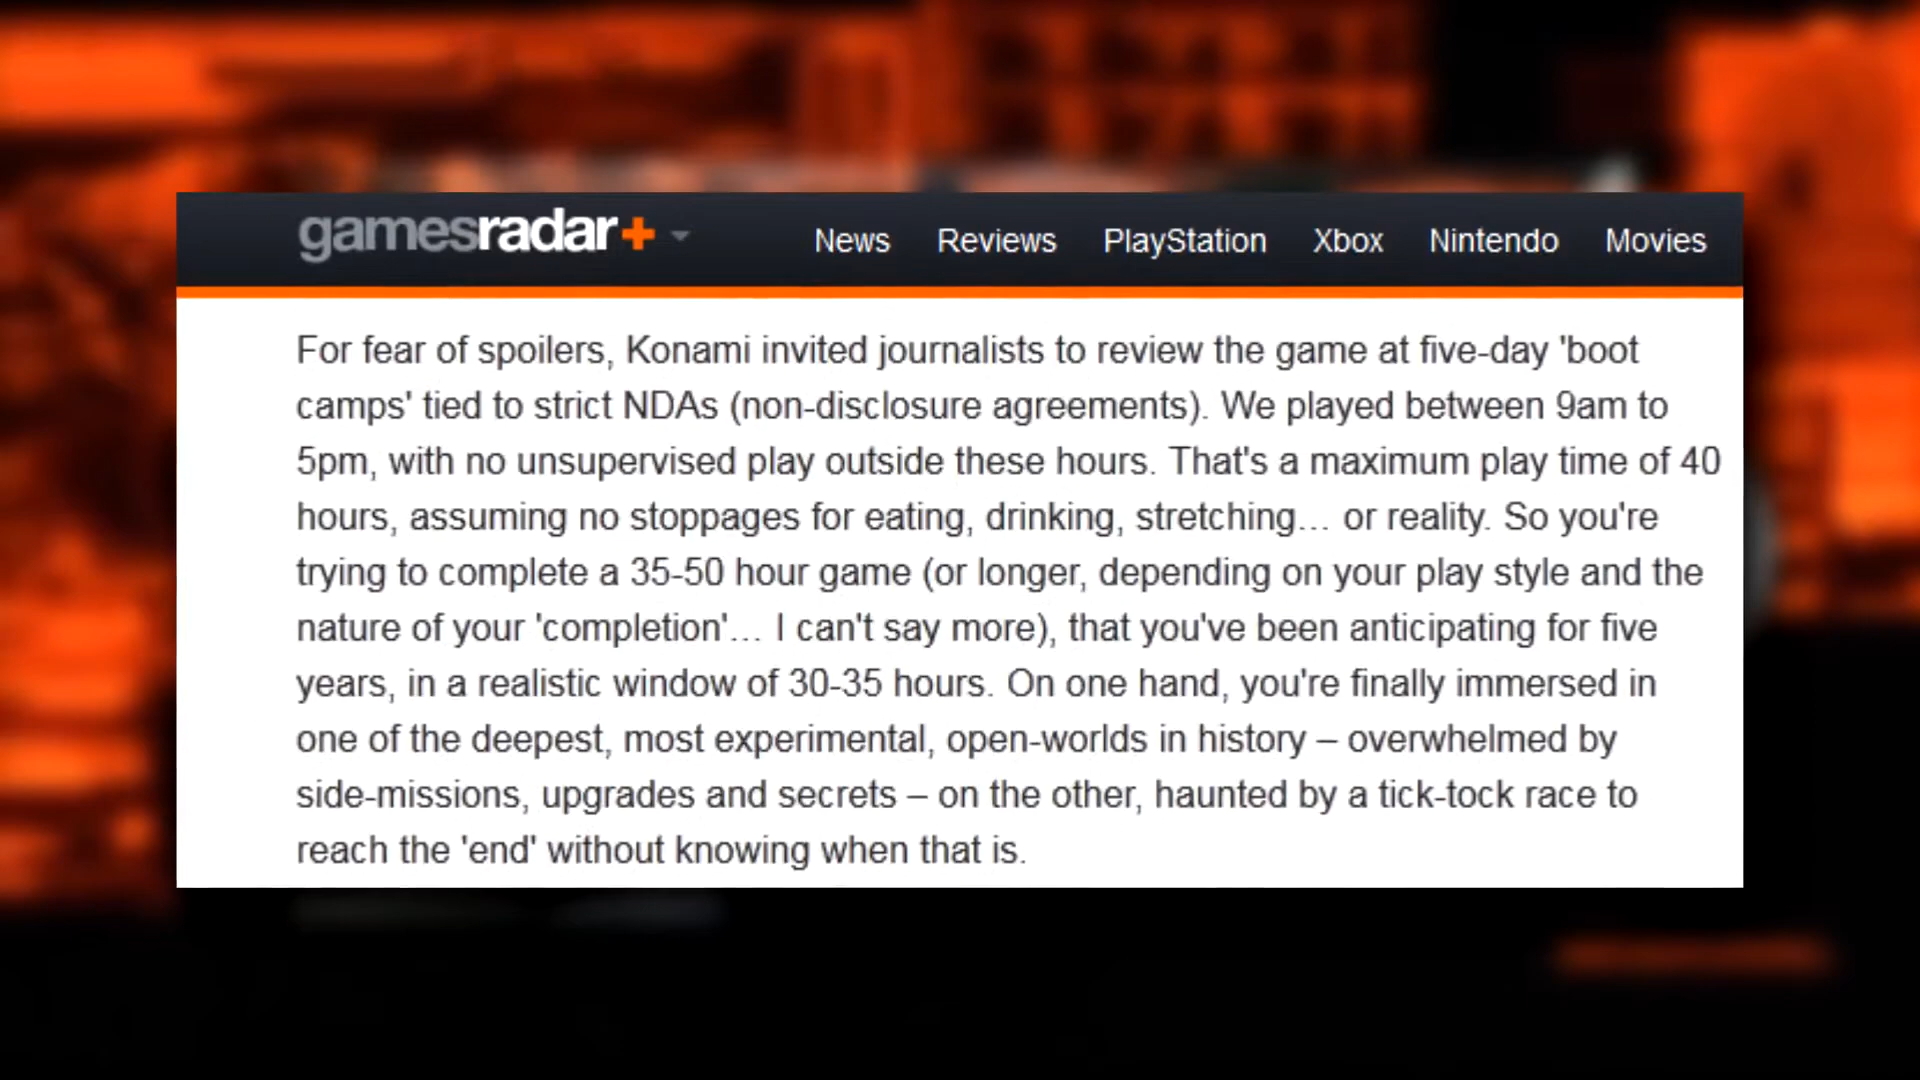 gamesradar+ News Reviews PlayStation Xbox Nintendo Movies
For fear of spoilers, Konami invited journalists to review the game at five-day 'boot
camps' tied to strict NDAs (non-disclosure agreements). We played between 9am to
5pm, with no unsupervised play outside these hours. That's a maximum play time of 40
hours, assuming no stoppages for eating, drinking, stretching... or reality. So you're
trying to complete a 35-50 hour game (or longer, depending on your play style and the
nature of your 'completion'... I can't say more), that you've been anticipating for five
years, in a realistic window of 30-35 hours. On one hand, you're finally immersed in
one of the deepest, most experimental, open-worlds in history – overwhelmed by
side-missions, upgrades and secrets – on the other, haunted by a tick-tock race to
reach the 'end' without knowing when that is.